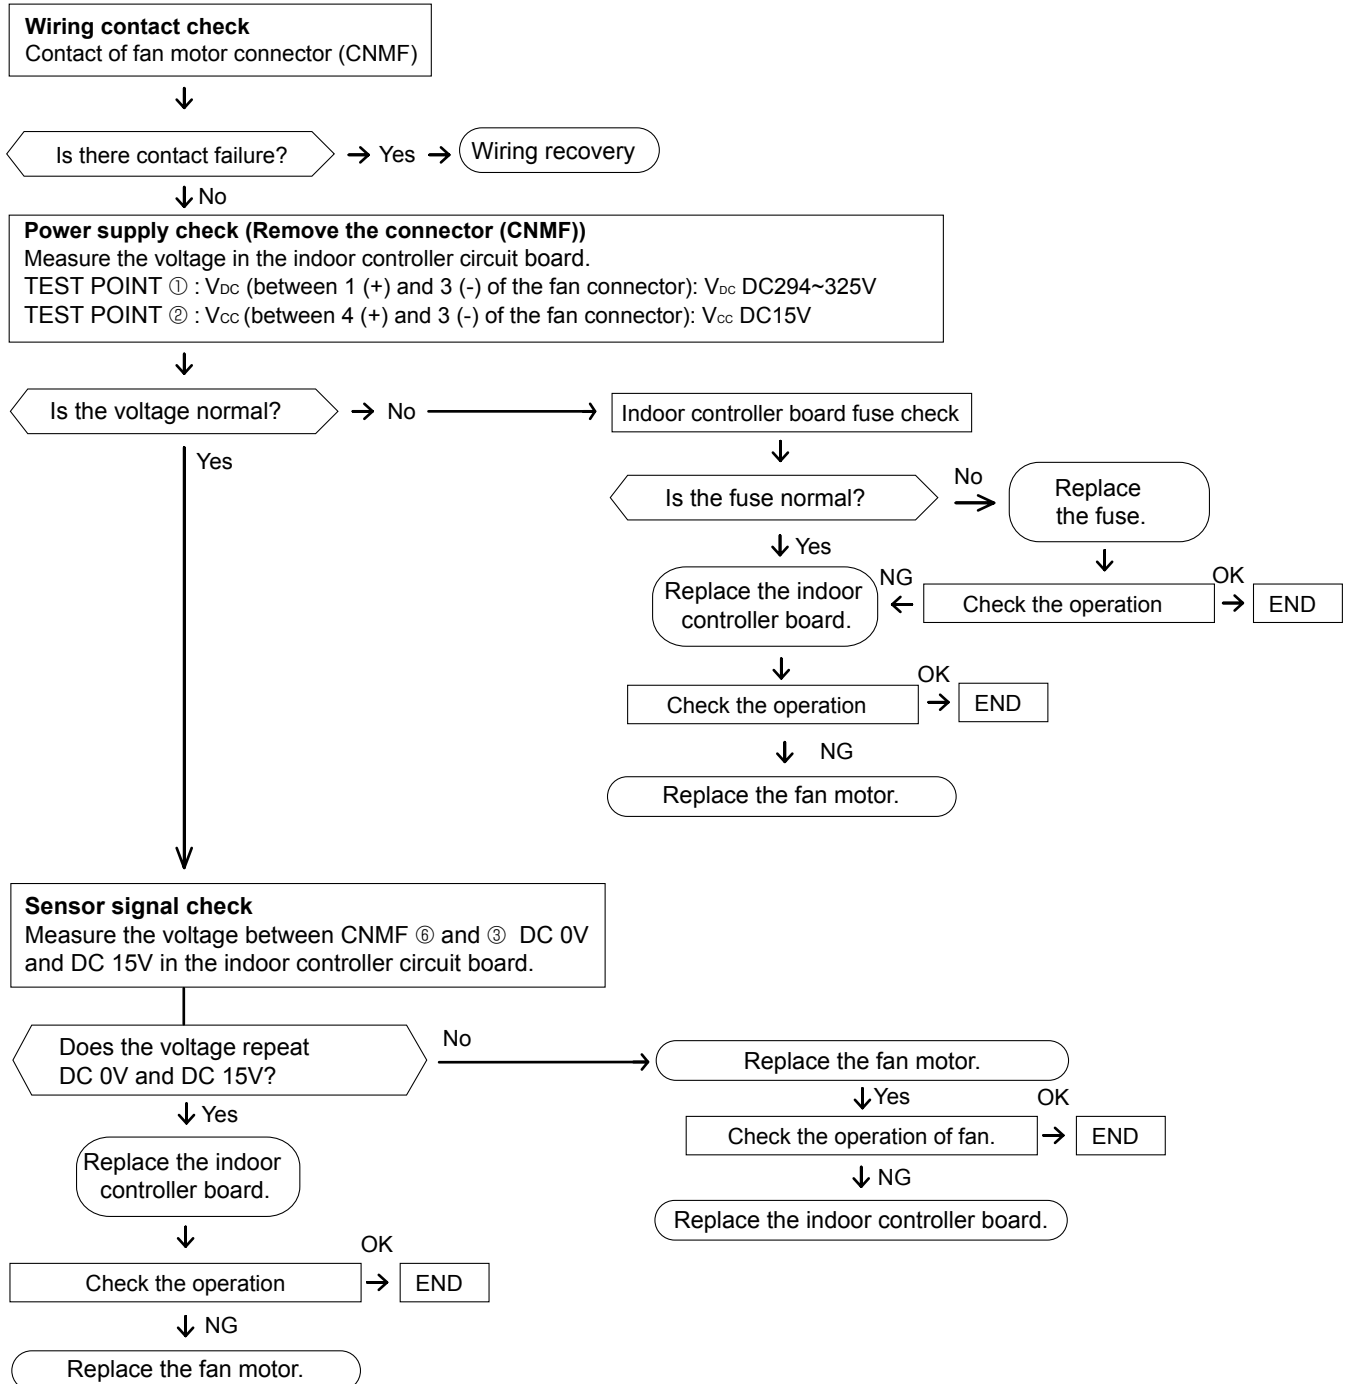 Wiring contact check
Contact of fan motor connector (CNMF)
Is there contact failure?
Yes
Wiring recovery
No
Power supply check (Remove the connector (CNMF))
Measure the voltage in the indoor controller circuit board.
TEST POINT ① : VDC (between 1 (+) and 3 (-) of the fan connector): VDC DC294~325V
TEST POINT ② : VCC (between 4 (+) and 3 (-) of the fan connector): VCC DC15V
Is the voltage normal?
No
Indoor controller board fuse check
Yes
Is the fuse normal?
No
Replace
the fuse.
Yes
Replace the indoor
controller board.
NG
Check the operation
OK
END
Check the operation
OK
END
NG
Replace the fan motor.
Sensor signal check
Measure the voltage between CNMF ⑥ and ③ DC 0V
and DC 15V in the indoor controller circuit board.
Does the voltage repeat
DC 0V and DC 15V?
No
Replace the fan motor.
Yes
OK
Check the operation of fan.
END
NG
Replace the indoor controller board.
Yes
Replace the indoor
controller board.
OK
Check the operation
END
NG
Replace the fan motor.